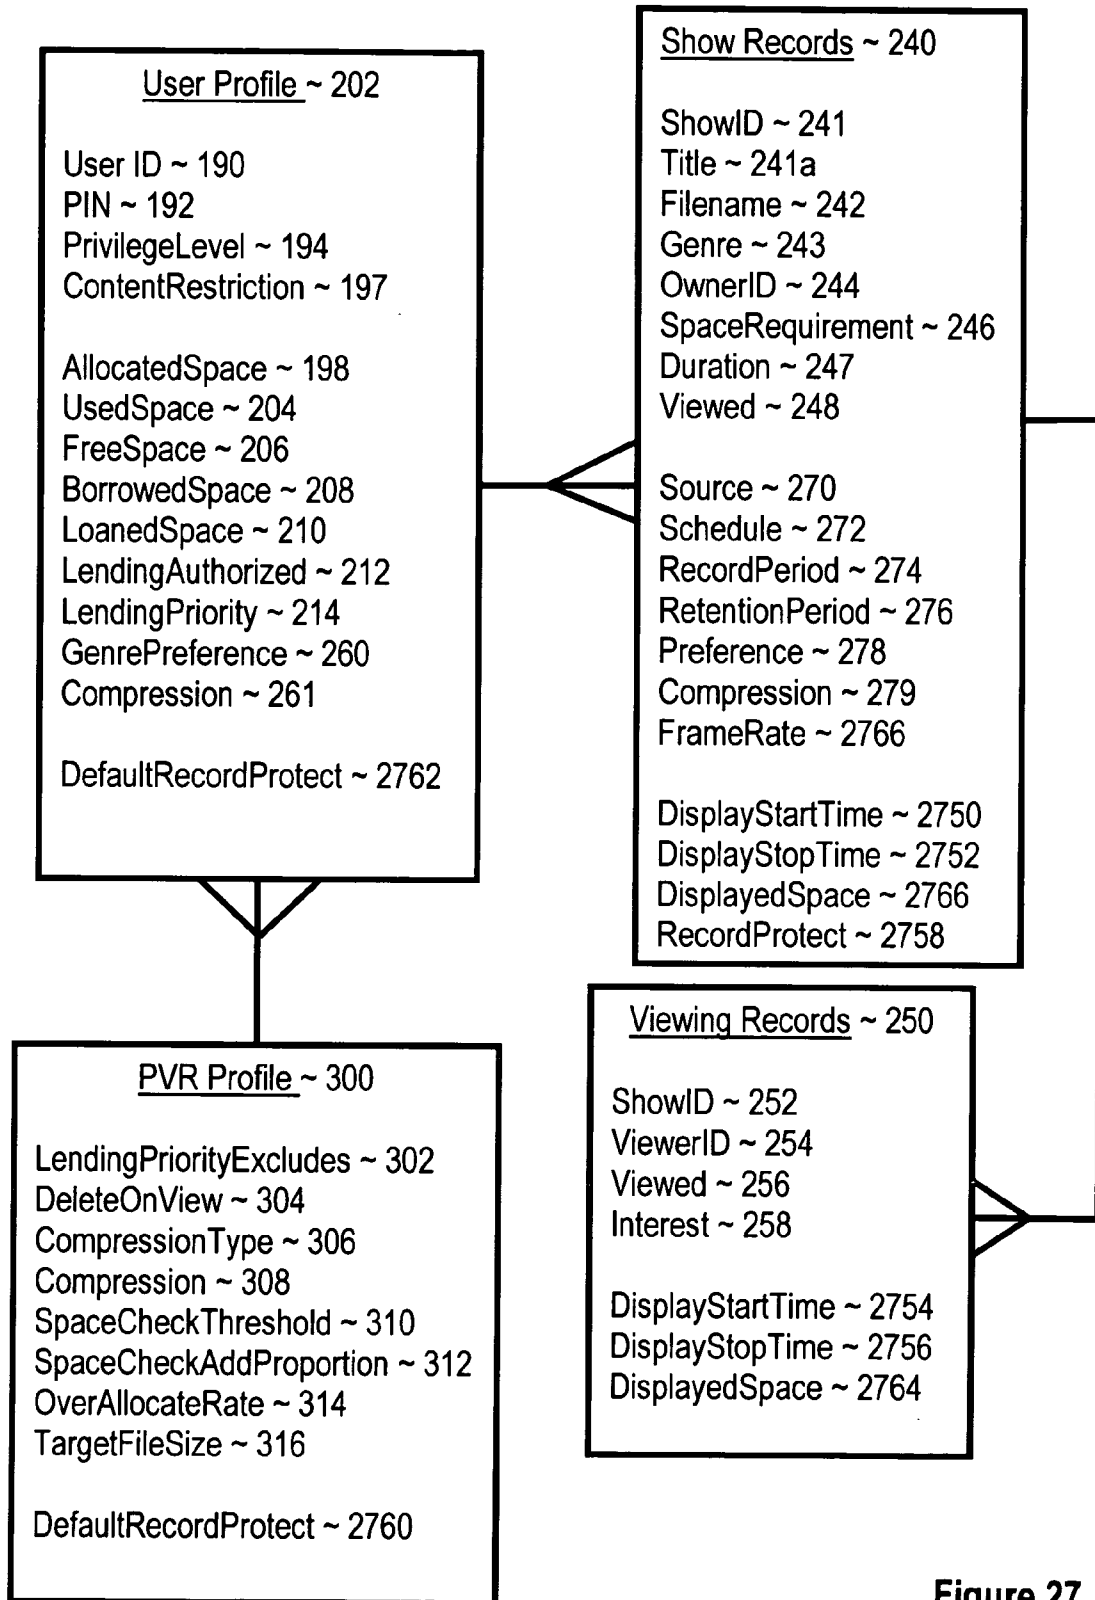 User Profile ~ 202
User ID ~ 190
PIN ~ 192
PrivilegeLevel ~ 194
ContentRestriction ~ 197
AllocatedSpace ~ 198
UsedSpace ~ 204
FreeSpace ~ 206
BorrowedSpace ~ 208
LoanedSpace ~ 210
LendingAuthorized ~ 212
LendingPriority ~ 214
GenrePreference ~ 260
Compression ~ 261
DefaultRecordProtect ~ 2762
Show Records ~ 240
ShowID ~ 241
Title ~ 241a
Filename ~ 242
Genre ~ 243
OwnerID ~ 244
SpaceRequirement ~ 246
Duration ~ 247
Viewed ~ 248
Source ~ 270
Schedule ~ 272
RecordPeriod ~ 274
RetentionPeriod ~ 276
Preference ~ 278
Compression ~ 279
FrameRate ~ 2766
DisplayStartTime ~ 2750
DisplayStopTime ~ 2752
DisplayedSpace ~ 2766
RecordProtect ~ 2758
PVR Profile ~ 300
LendingPriorityExcludes ~ 302
DeleteOnView ~ 304
CompressionType ~ 306
Compression ~ 308
SpaceCheckThreshold ~ 310
SpaceCheckAddProportion ~ 312
OverAllocateRate ~ 314
TargetFileSize ~ 316
DefaultRecordProtect ~ 2760
Viewing Records ~ 250
ShowID ~ 252
ViewerID ~ 254
Viewed ~ 256
Interest ~ 258
DisplayStartTime ~ 2754
DisplayStopTime ~ 2756
DisplayedSpace ~ 2764
Figure 27